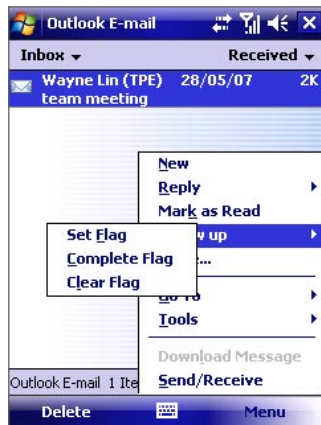 Outlook E-mail
Inbox Received
Wayne Lin (TPE) 28/05/07 2K
team meeting
New
Reply
Mark as Read
Set Flag
Complete Flag
Clear Flag
up
...
Tools
Download Message
Send/Receive
Outlook E-mail 1 Ite
Delete Menu